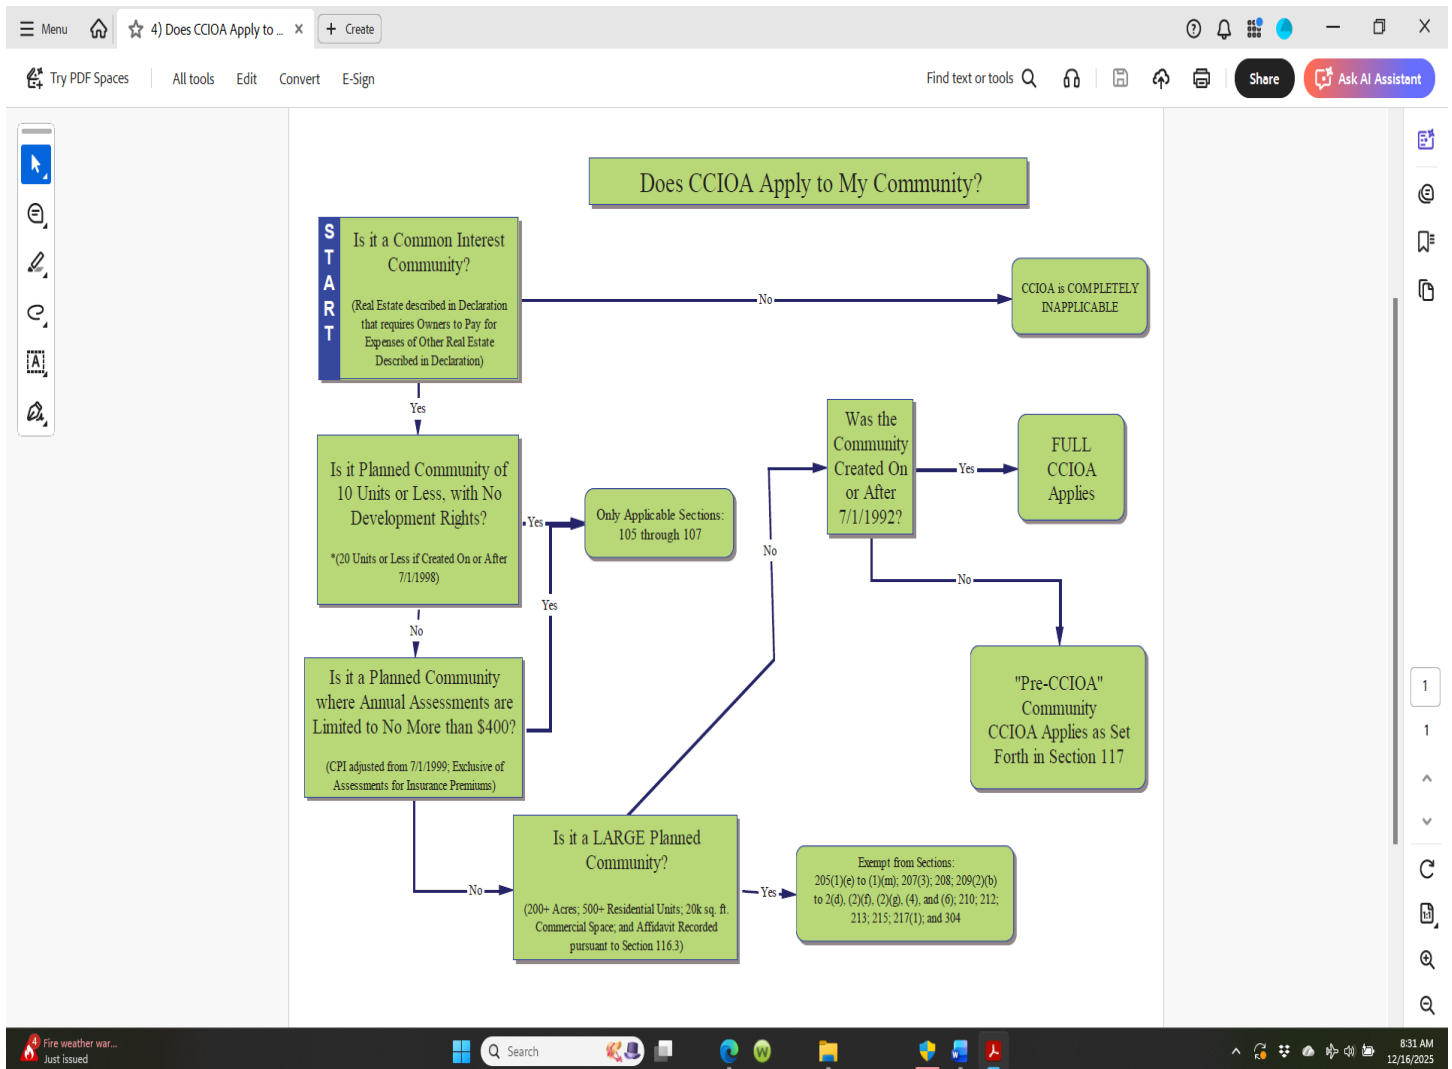 Menu
4) Does CCIOA Apply to ...
Create
Try PDF Spaces
All tools
Edit
Convert
E-Sign
Find text or tools
Share
Ask AI Assistant
Does CCIOA Apply to My Community?
START
Is it a Common Interest
Community?
(Real Estate described in Declaration
that requires Owners to Pay for
Expenses of Other Real Estate
Described in Declaration)
No
CCIOA is COMPLETELY
INAPPLICABLE
Yes
Is it Planned Community of
10 Units or Less, with No
Development Rights?
*(20 Units or Less if Created On or After
7/1/1998)
Yes
Only Applicable Sections:
105 through 107
Yes
No
Is it a Planned Community
where Annual Assessments are
Limited to No More than $400?
(CPI adjusted from 7/1/1999; Exclusive of
Assessments for Insurance Premiums)
No
Is it a LARGE Planned
Community?
(200+ Acres; 500+ Residential Units; 20k sq. ft.
Commercial Space; and Affidavit Recorded
pursuant to Section 116.3)
Yes
Exempt from Sections:
205(1)(e) to (1)(m); 207(3); 208; 209(2)(b)
to 2(d), (2)(f), (2)(g), (4), and (6); 210; 212;
213; 215; 217(1); and 304
No
Was the
Community
Created On
or After
7/1/1992?
Yes
FULL
CCIOA
Applies
No
"Pre-CCIOA"
Community
CCIOA Applies as Set
Forth in Section 117
1
1
1:1
4
Fire weather war...
Just issued
Search
8:31 AM
12/16/2025